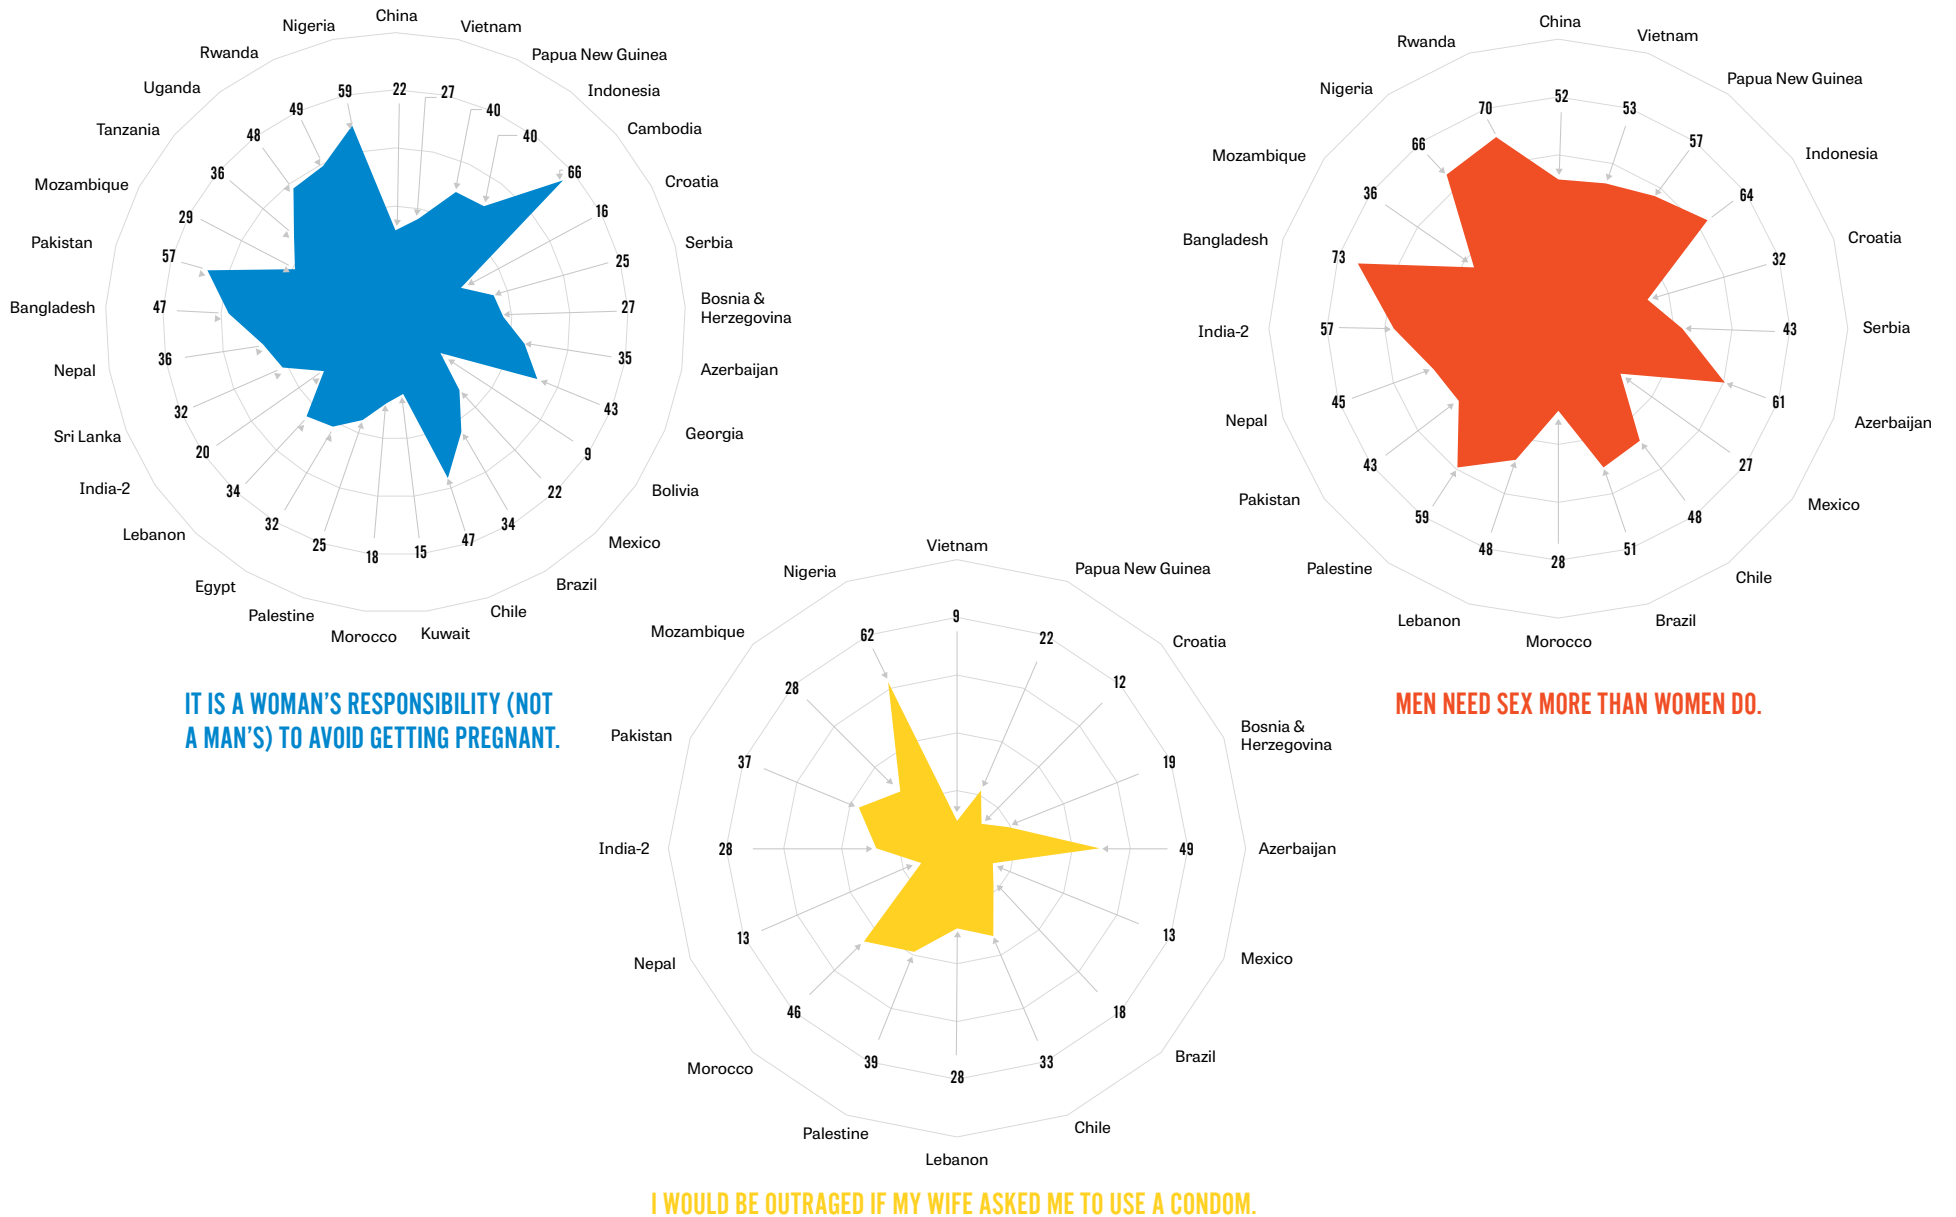 China
Vietnam
Papua New Guinea
Indonesia
Cambodia
Croatia
Serbia
Bosnia &
Herzegovina
Azerbaijan
Georgia
Bolivia
Mexico
Brazil
Chile
Kuwait
Morocco
Palestine
Egypt
Lebanon
India-2
Sri Lanka
Nepal
Bangladesh
Pakistan
Mozambique
Tanzania
Uganda
Rwanda
Nigeria
22
27
40
40
66
16
25
27
35
43
9
22
34
47
15
18
25
32
34
20
32
36
47
57
29
36
48
49
59
IT IS A WOMAN’S RESPONSIBILITY (NOT
A MAN’S) TO AVOID GETTING PREGNANT.
China
Vietnam
Papua New Guinea
Indonesia
Croatia
Serbia
Azerbaijan
Mexico
Chile
Brazil
Morocco
Lebanon
Palestine
Pakistan
Nepal
India-2
Bangladesh
Mozambique
Nigeria
Rwanda
52
53
57
64
32
43
61
27
48
51
28
48
59
43
45
57
73
36
66
70
MEN NEED SEX MORE THAN WOMEN DO.
Vietnam
Papua New Guinea
Croatia
Bosnia &
Herzegovina
Azerbaijan
Mexico
Brazil
Chile
Lebanon
Palestine
Morocco
Nepal
India-2
Pakistan
Mozambique
Nigeria
9
22
12
19
49
13
18
33
28
39
46
13
28
37
28
62
I WOULD BE OUTRAGED IF MY WIFE ASKED ME TO USE A CONDOM.